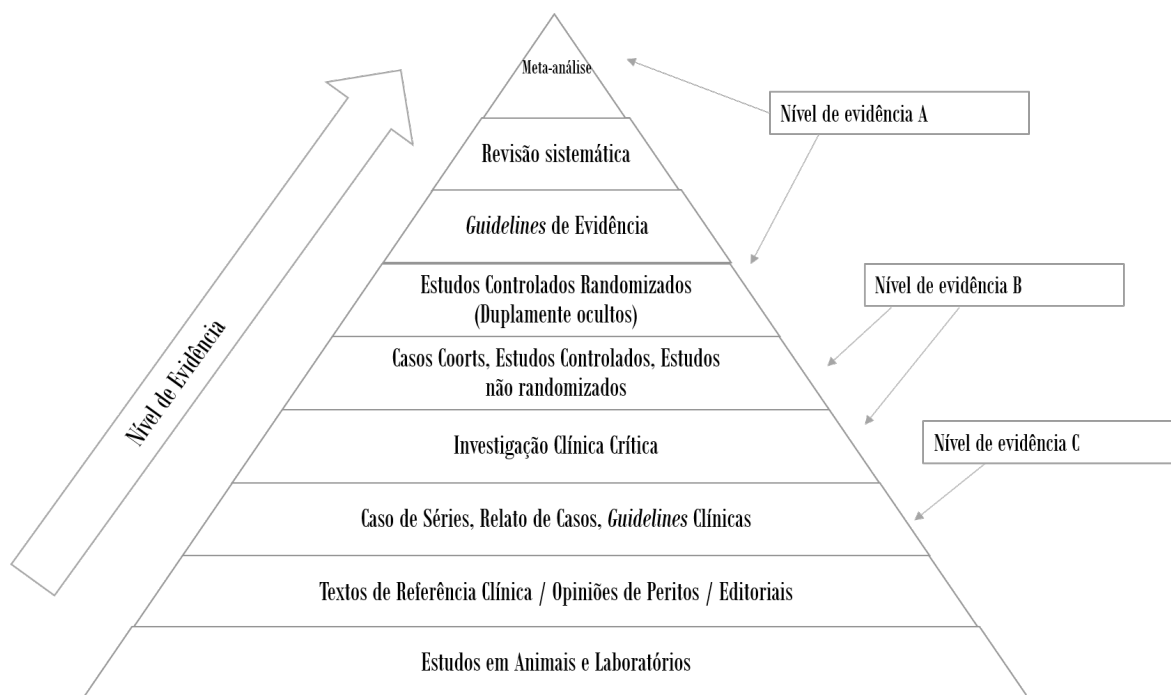 Meta-análise
Nível de evidência A
Revisão sistemática
Guidelines de Evidência
Estudos Controlados Randomizados
(Duplamente ocultos)
Nível de evidência B
Casos Coorts, Estudos Controlados, Estudos
não randomizados
Nível de Evidência
Investigação Clínica Crítica
Nível de evidência C
Caso de Séries, Relato de Casos, Guidelines Clínicas
Textos de Referência Clínica / Opiniões de Peritos / Editoriais
Estudos em Animais e Laboratórios